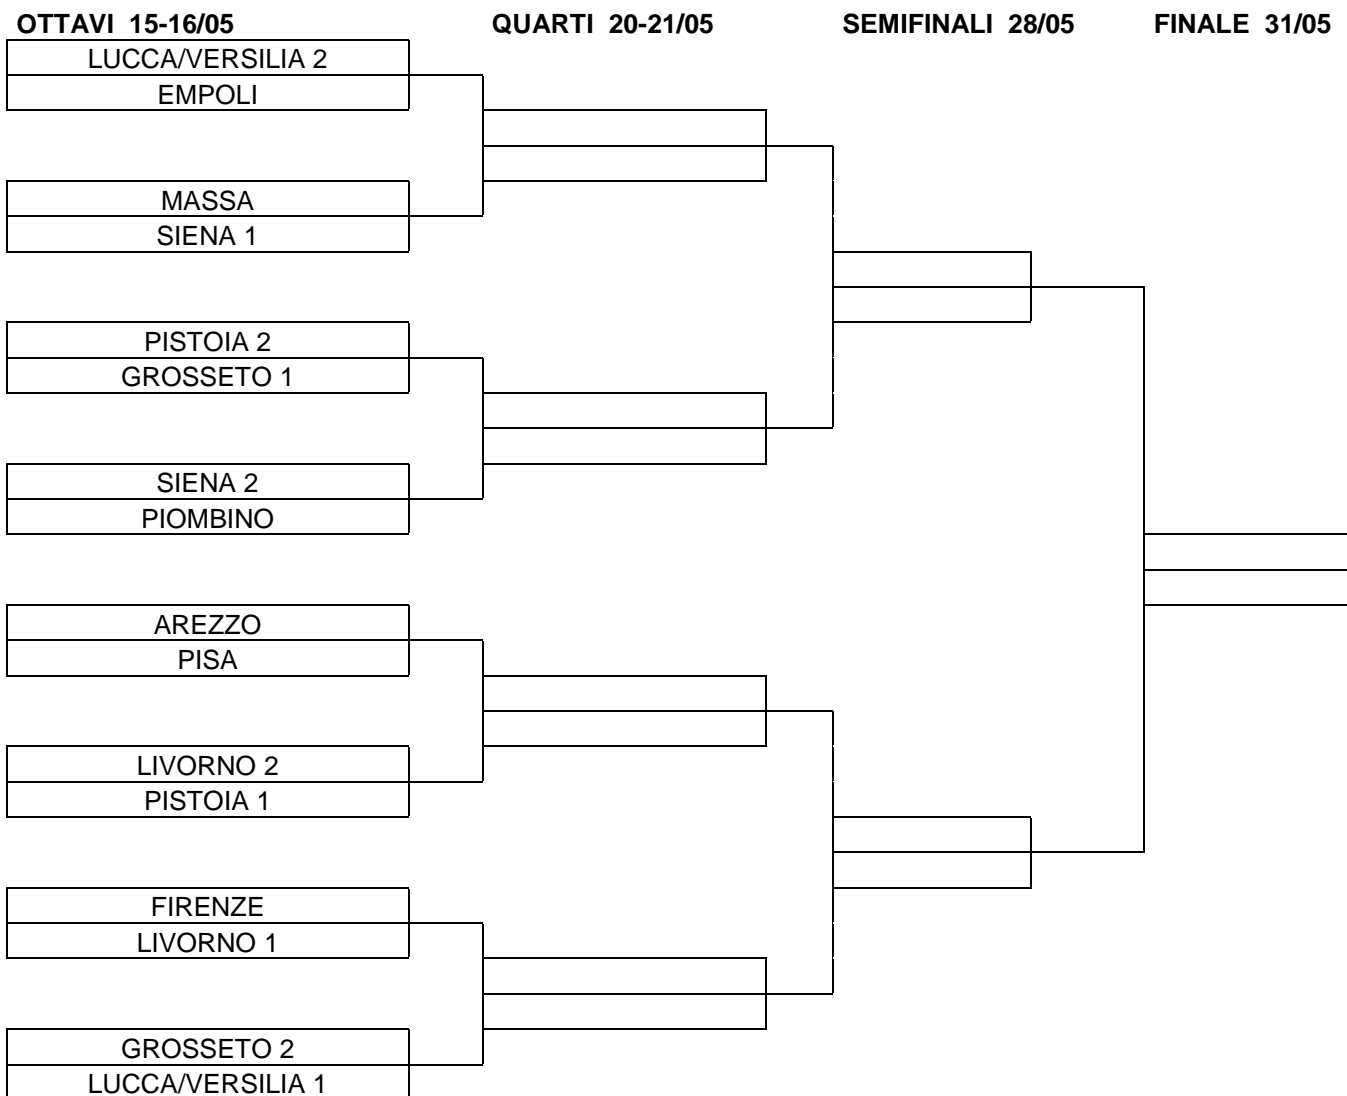 OTTAVI 15-16/05 QUARTI 20-21/05 SEMIFINALI 28/05 FINALE 31/05
LUCCA/VERSILIA 2
EMPOLI
MASSA
SIENA 1
PISTOIA 2
GROSSETO 1
SIENA 2
PIOMBINO
AREZZO
PISA
LIVORNO 2
PISTOIA 1
FIRENZE
LIVORNO 1
GROSSETO 2
LUCCA/VERSILIA 1